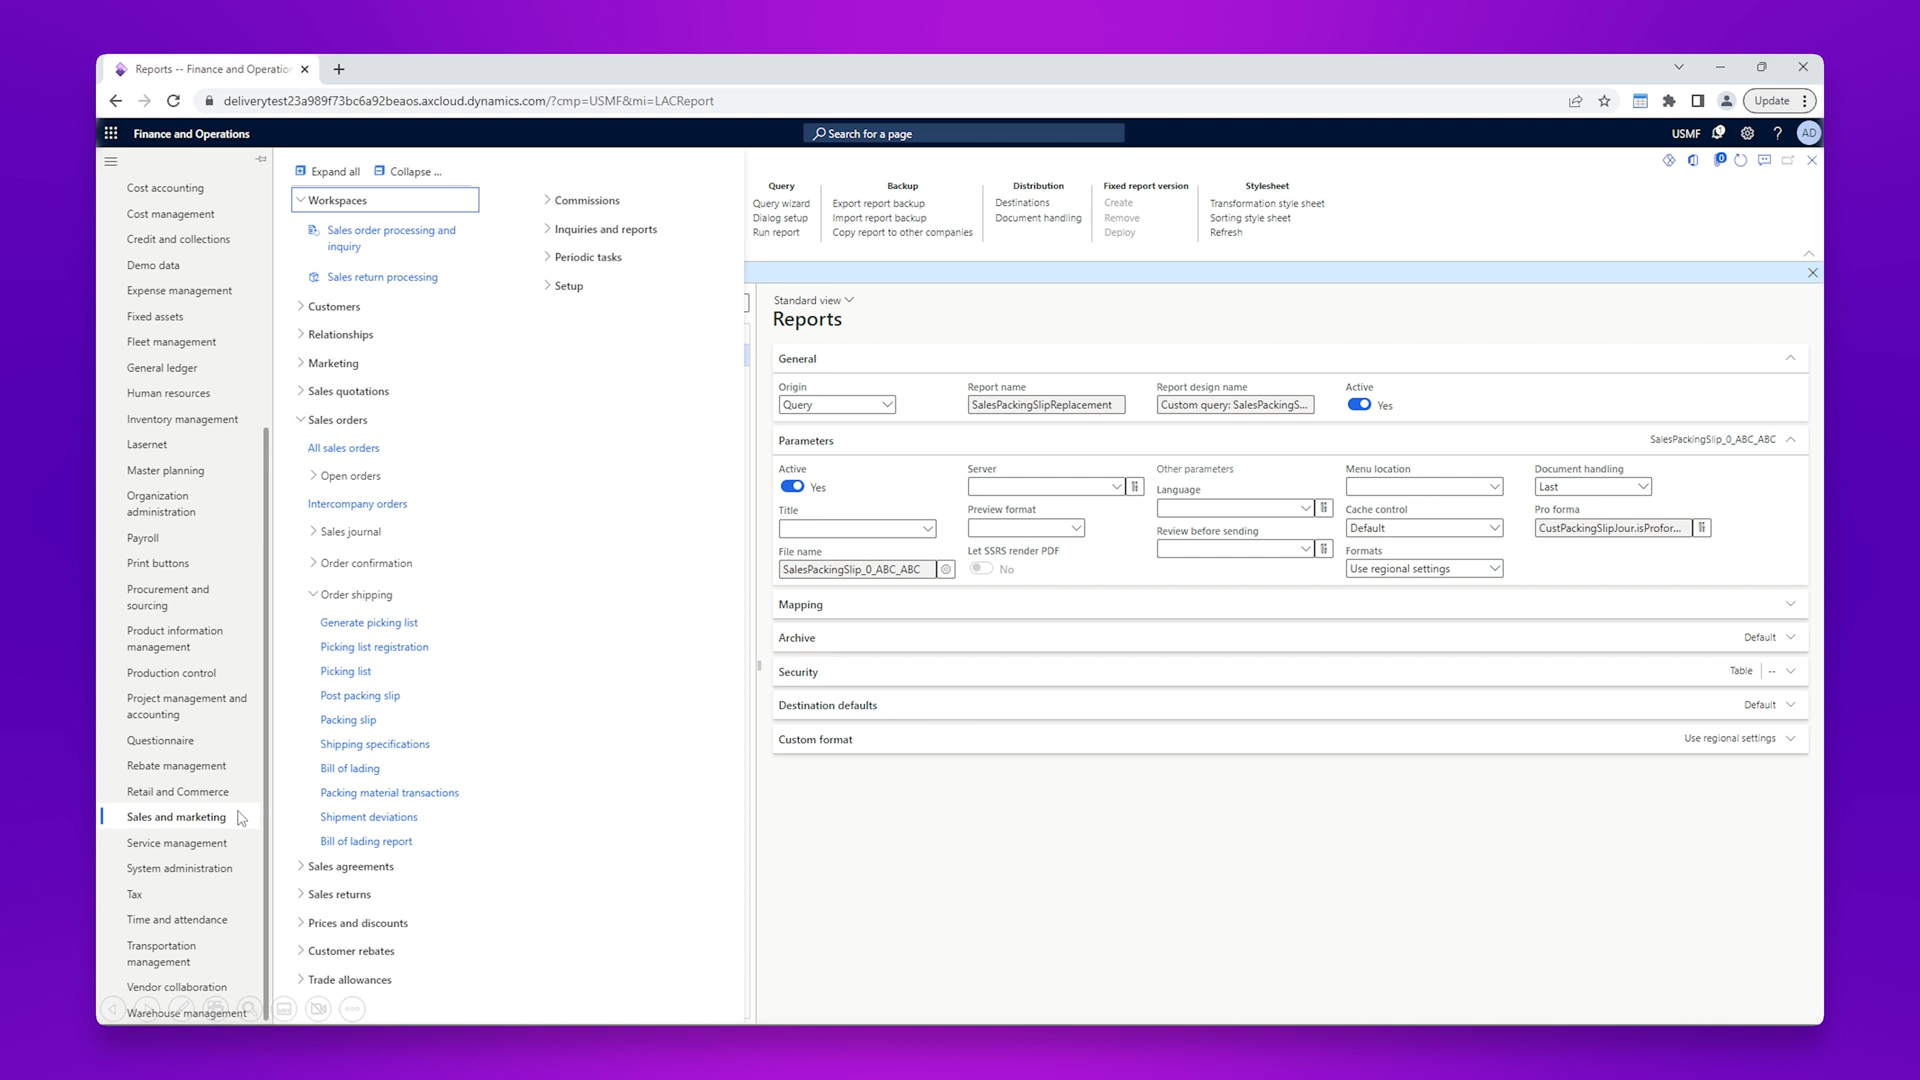 Reports -- Finance and Operation
deliverytest23a989f73bc6a92beaos.axcloud.dynamics.com/?cmp=USMF&mi=LACReport
Update
Finance and Operations
Search for a page
USMF
?
AD
Cost accounting
Cost management
Credit and collections
Demo data
Expense management
Fixed assets
Fleet management
General ledger
Human resources
Inventory management
Lasernet
Master planning
Organization
administration
Payroll
Print buttons
Procurement and
sourcing
Product information
management
Production control
Project management and
accounting
Questionnaire
Rebate management
Retail and Commerce
Sales and marketing
Service management
System administration
Tax
Time and attendance
Transportation
management
Vendor collaboration
Warehouse management
Expand all
Collapse ...
Workspaces
Sales order processing and
inquiry
Sales return processing
Customers
Relationships
Marketing
Sales quotations
Sales orders
All sales orders
Open orders
Intercompany orders
Sales journal
Order confirmation
Order shipping
Generate picking list
Picking list registration
Picking list
Post packing slip
Packing slip
Shipping specifications
Bill of lading
Packing material transactions
Shipment deviations
Bill of lading report
Sales agreements
Sales returns
Prices and discounts
Customer rebates
Trade allowances
Commissions
Inquiries and reports
Periodic tasks
Setup
Query
Query wizard
Dialog setup
Run report
Backup
Export report backup
Import report backup
Copy report to other companies
Distribution
Destinations
Document handling
Fixed report version
Create
Remove
Deploy
Stylesheet
Transformation style sheet
Sorting style sheet
Refresh
0
Standard view
Reports
General
Origin
Query
Report name
SalesPackingSlipReplacement
Report design name
Custom query: SalesPackingS...
Active
Yes
Parameters
SalesPackingSlip_0_ABC_ABC
Active
Yes
Title
File name
SalesPackingSlip_0_ABC_ABC
Server
Preview format
Let SSRS render PDF
No
Other parameters
Language
Review before sending
Menu location
Cache control
Default
Formats
Use regional settings
Document handling
Last
Pro forma
CustPackingSlipJour.isProfor...
Mapping
Archive
Default
Security
Table
--
Destination defaults
Default
Custom format
Use regional settings